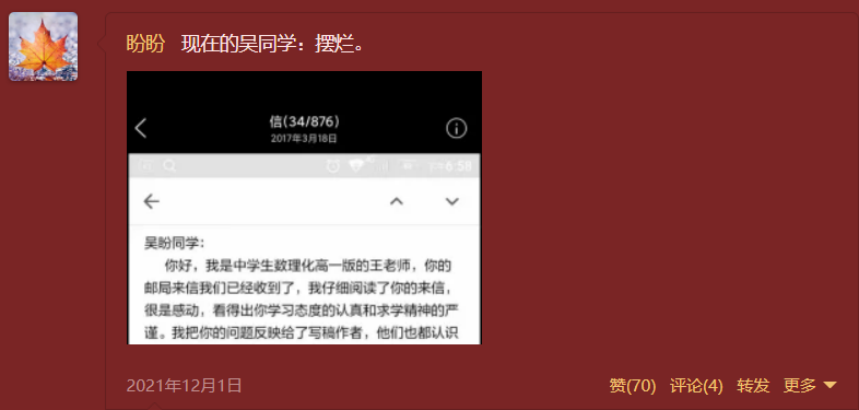 盼盼 现在的吴同学：摆烂。
信(34/876)
2017年3月18日
6:58
吴盼同学：
你好，我是中学生数理化高一版的王老师，你的
邮局来信我们已经收到了，我仔细阅读了你的来信，
很是感动，看得出你学习态度的认真和求学精神的严
谨。我把你的问题反映给了写稿作者，他们也都认识
2021年12月1日 赞(70) 评论(4) 转发 更多